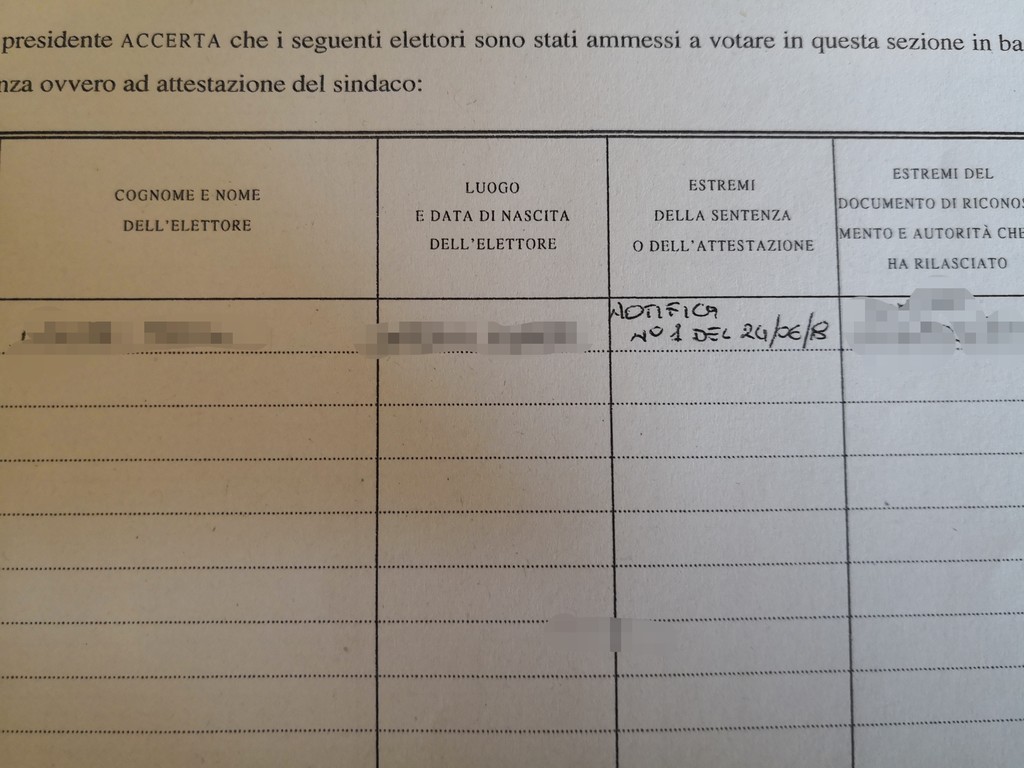 presidente ACCERTA che i seguenti elettori sono stati ammessi a votare in questa sezione in ba
nza ovvero ad attestazione del sindaco:
COGNOME E NOME
DELL'ELETTORE
LUOGO
E DATA DI NASCITA
DELL'ELETTORE
ESTREMI
DELLA SENTENZA
O DELL'ATTESTAZIONE
ESTREMI DEL
DOCUMENTO DI RICONOS
MENTO E AUTORITÀ CHE
HA RILASCIATO
NOTIFICA
N° 1 DEL 24/06/18